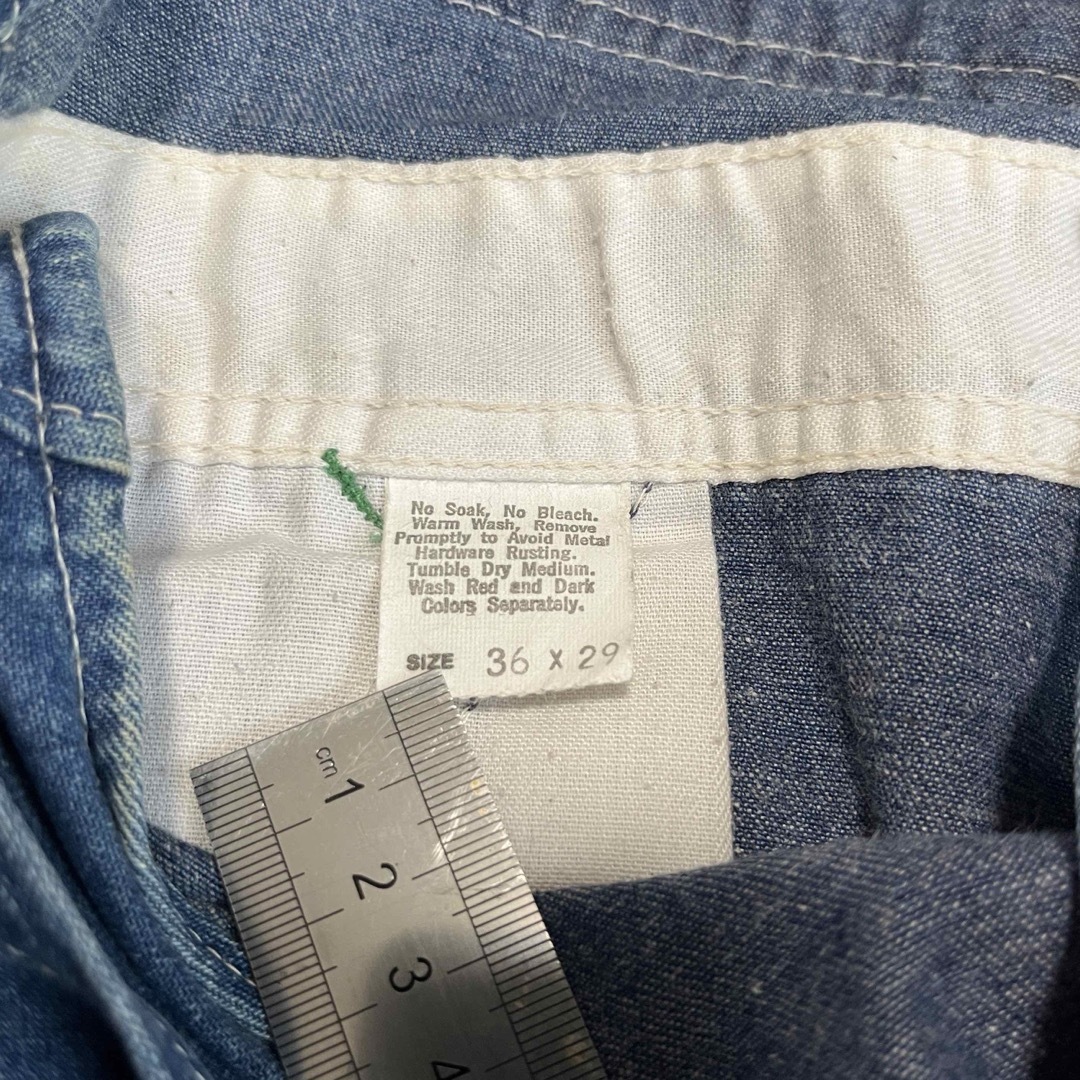 No Soak, No Bleach.
Warm Wash, Remove
Promptly to Avoid Metal
Hardware Rusting.
Tumble Dry Medium.
Wash Red and Dark
Colors Separately.
SIZE 36 X 29
cm 1
2
3
4